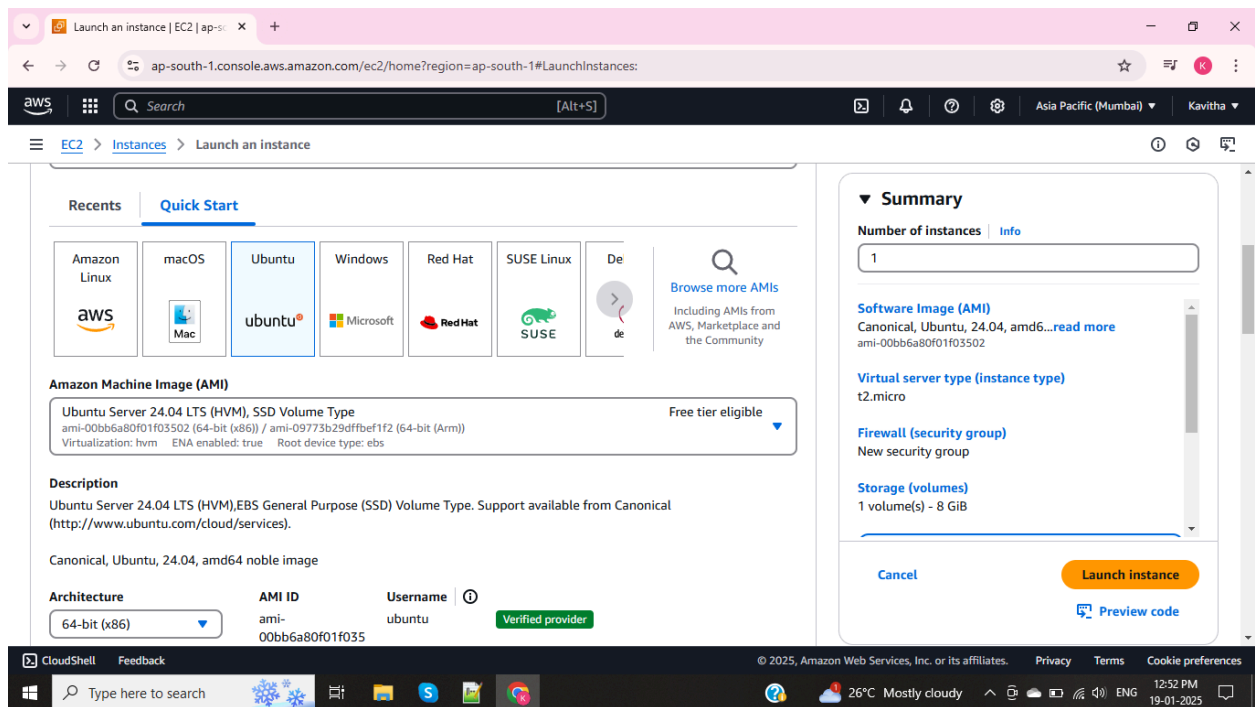 Launch an instance | EC2 | ap-sc
ap-south-1.console.aws.amazon.com/ec2/home?region=ap-south-1#LaunchInstances:
K
aws
Search
[Alt+S]
Asia Pacific (Mumbai)
Kavitha
EC2 > Instances > Launch an instance
Recents
Quick Start
Amazon Linux
aws
macOS
Mac
Ubuntu
ubuntu
Windows
Microsoft
Red Hat
Red Hat
SUSE Linux
SUSE
De
de
Browse more AMIs
Including AMIs from
AWS, Marketplace and
the Community
Amazon Machine Image (AMI)
Ubuntu Server 24.04 LTS (HVM), SSD Volume Type
Free tier eligible
ami-00bb6a80f01f03502 (64-bit (x86)) / ami-09773b29dffbef1f2 (64-bit (Arm))
Virtualization: hvm ENA enabled: true Root device type: ebs
Description
Ubuntu Server 24.04 LTS (HVM),EBS General Purpose (SSD) Volume Type. Support available from Canonical
(http://www.ubuntu.com/cloud/services).
Canonical, Ubuntu, 24.04, amd64 noble image
Architecture
64-bit (x86)
AMI ID
ami-
00bb6a80f01f035
Username
ubuntu
Verified provider
Summary
Number of instances
Info
1
Software Image (AMI)
Canonical, Ubuntu, 24.04, amd6...read more
ami-00bb6a80f01f03502
Virtual server type (instance type)
t2.micro
Firewall (security group)
New security group
Storage (volumes)
1 volume(s) - 8 GiB
Cancel
Launch instance
Preview code
CloudShell
Feedback
© 2025, Amazon Web Services, Inc. or its affiliates.
Privacy
Terms
Cookie preferences
Type here to search
26°C Mostly cloudy
ENG
12:52 PM
19-01-2025